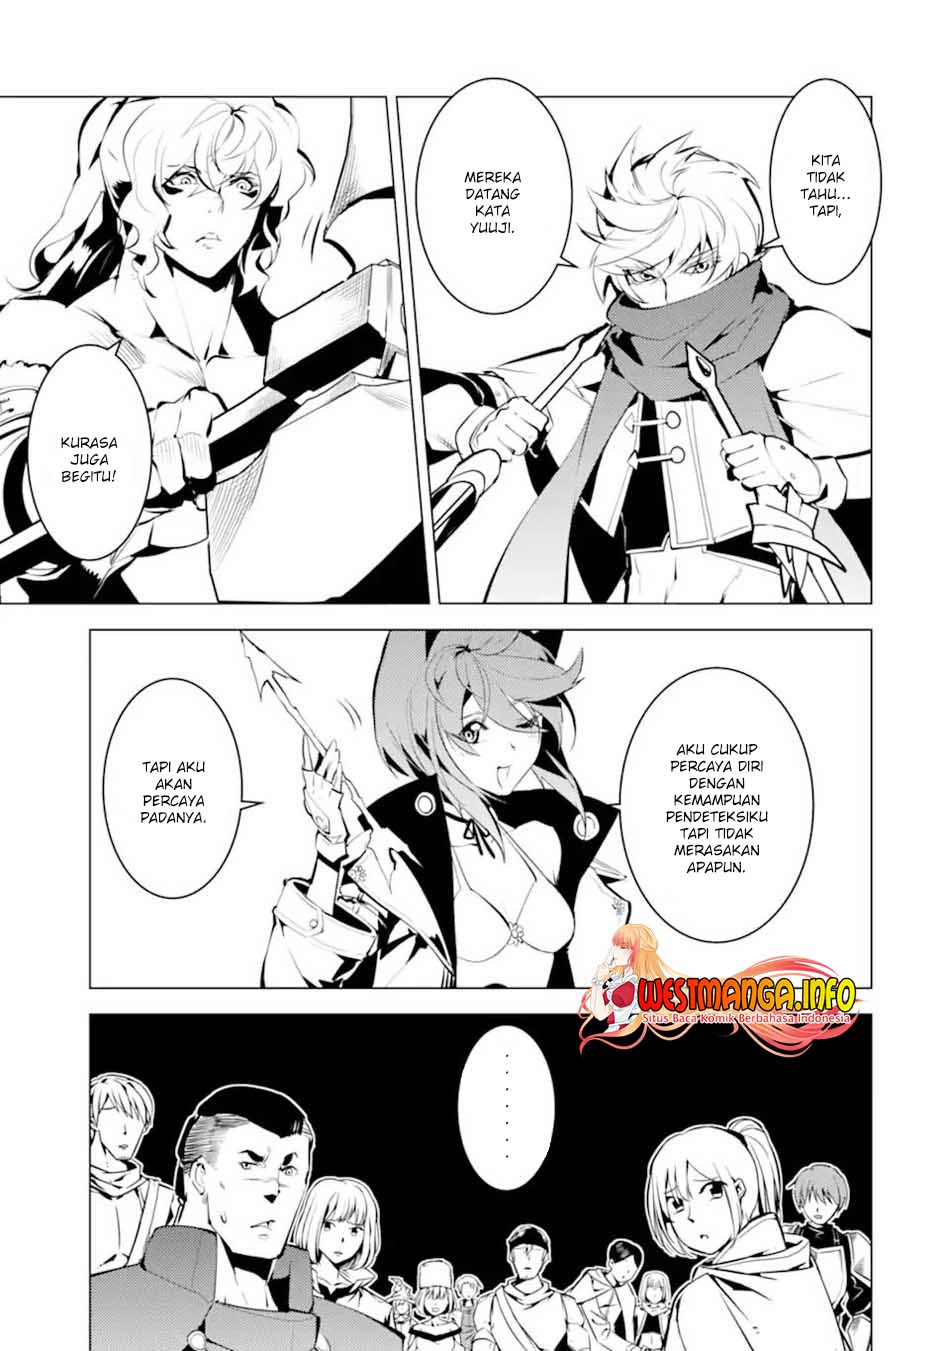 KITA
TIDAK
TAHU...
TAPI,
MEREKA
DATANG
KATA
YUUJI.
KURASA
JUGA
BEGITU!
AKU CUKUP
PERCAYA DIRI
DENGAN
KEMAMPUAN
PENDETEKSIKU
TAPI TIDAK
MERASAKAN
APAPUN.
TAPI AKU
AKAN
PERCAYA
PADANYA.
WESTMANGA.INFO
Situs Baca Komik Berbahasa Indonesia
. . . . . . . .